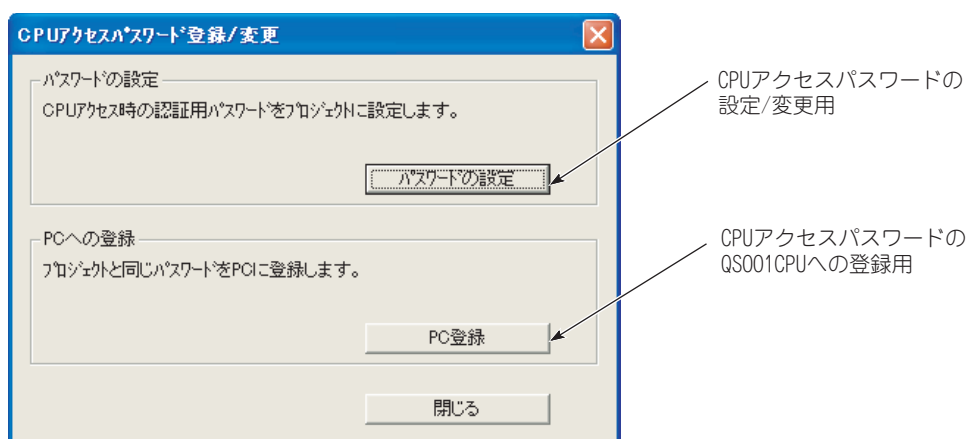 CPUアクセスパスワード登録/変更
パスワードの設定
CPUアクセス時の認証用パスワードをプロジェクトに設定します。
パスワードの設定
CPUアクセスパスワードの
設定/変更用
PCへの登録
プロジェクトと同じパスワードをPCに登録します。
PC登録
CPUアクセスパスワードの
QS001CPUへの登録用
閉じる